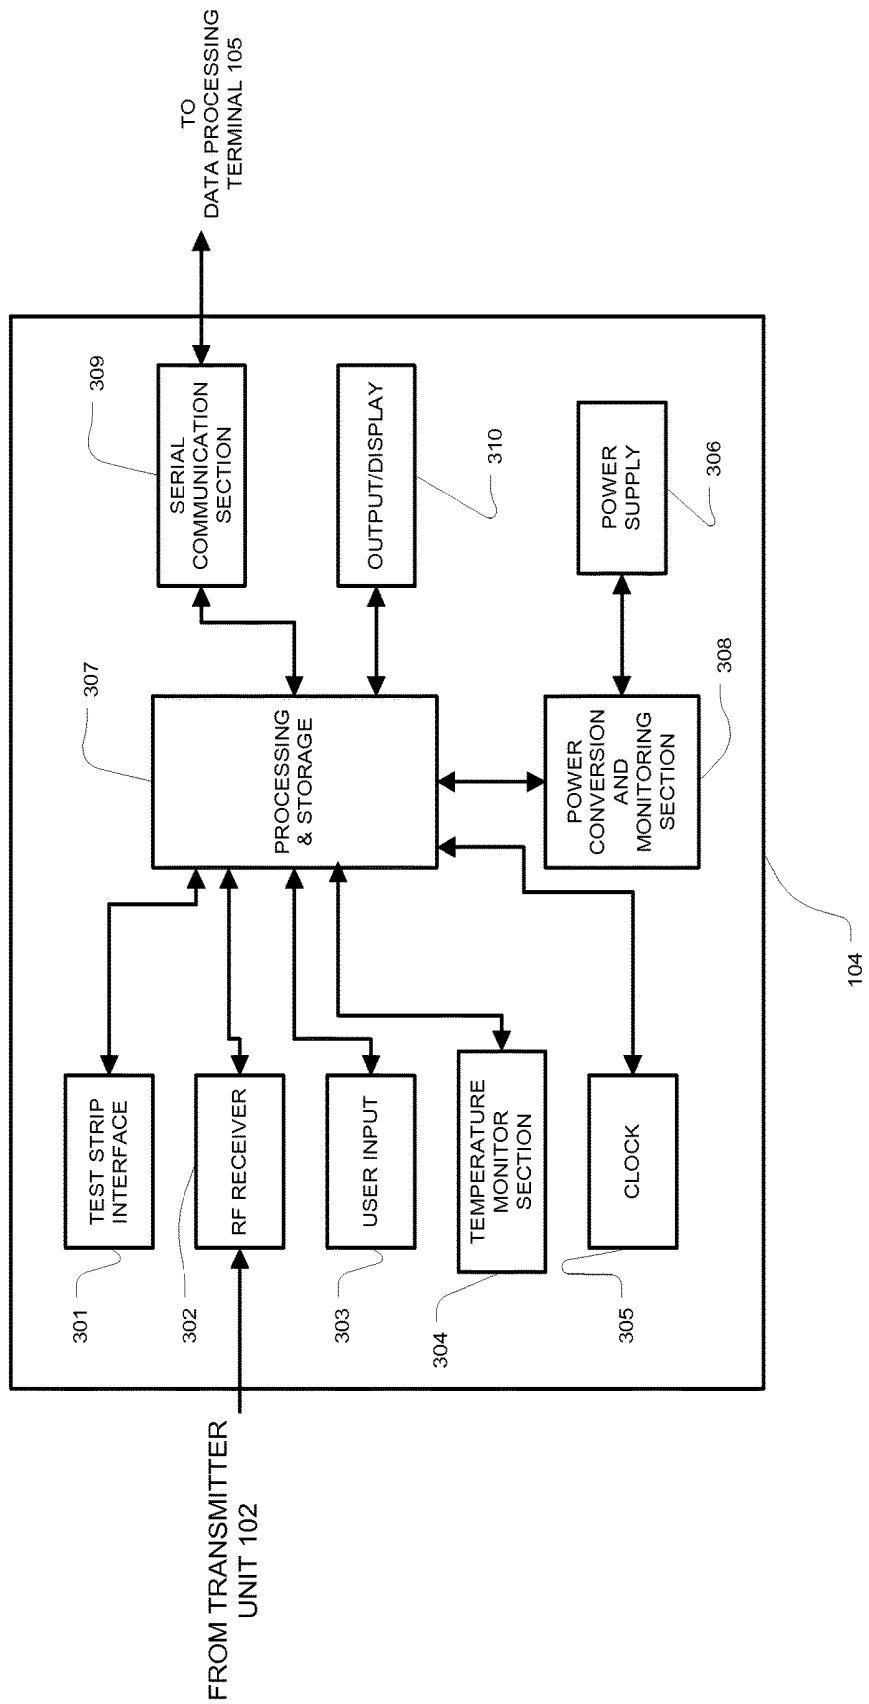 FROM TRANSMITTER
UNIT 102
301
TEST STRIP
INTERFACE
302
RF RECEIVER
303
USER INPUT
304
TEMPERATURE
MONITOR
SECTION
305
CLOCK
307
PROCESSING
& STORAGE
308
POWER
CONVERSION
AND
MONITORING
SECTION
309
SERIAL
COMMUNICATION
SECTION
310
OUTPUT/DISPLAY
306
POWER
SUPPLY
104
TO
DATA PROCESSING
TERMINAL 105